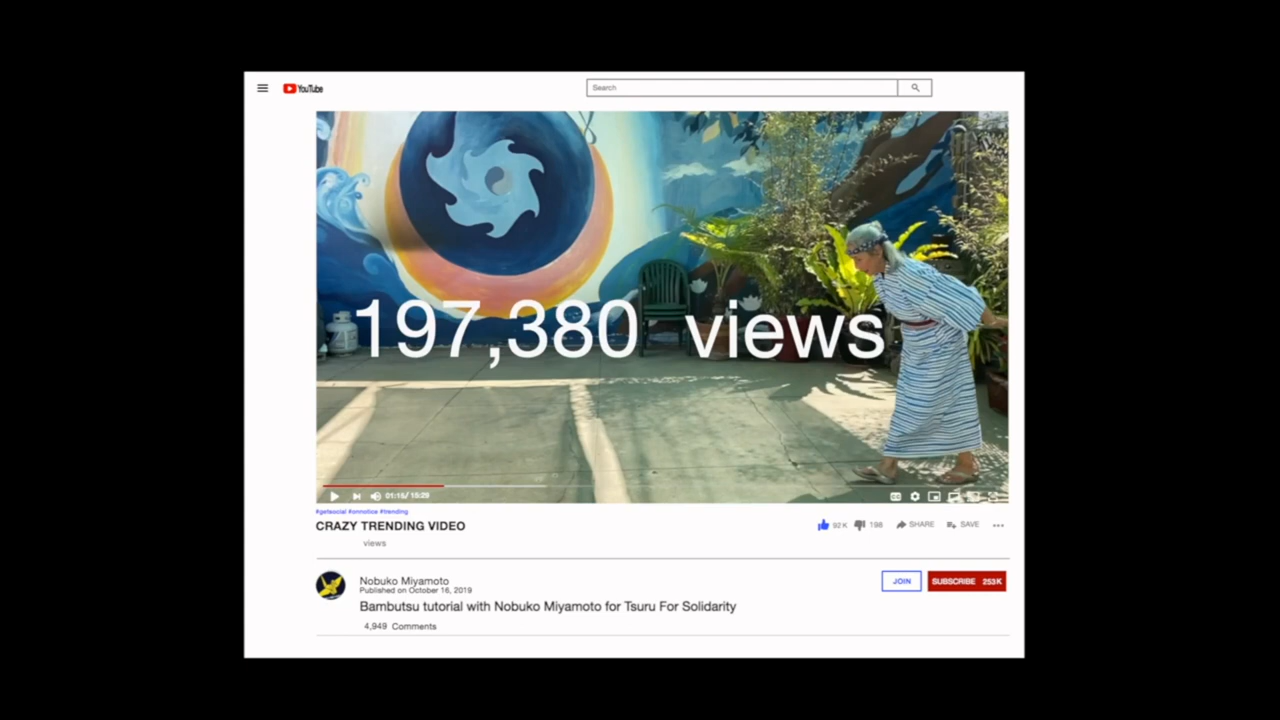 YouTube
Search
197,380 views
01:15/ 10:29
CC
#getsocial #onnotice #trending
CRAZY TRENDING VIDEO
92K 198 SHARE SAVE
views
Nobuko Miyamoto
Published on October 16, 2019
JOIN SUBSCRIBE 253K
Bambutsu tutorial with Nobuko Miyamoto for Tsuru For Solidarity
4,949 Comments